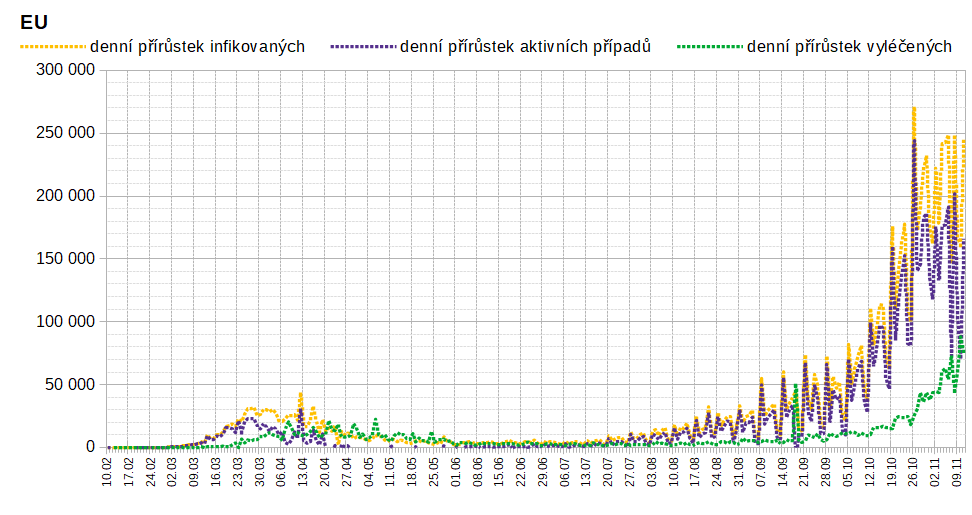 EU
denní přírůstek infikovaných denní přírůstek aktivních případů denní přírůstek vyléčených
300 000
250 000
200 000
150 000
100 000
50 000
0
10.02 17.02 24.02 02.03 09.03 16.03 23.03 30.03 06.04 13.04 20.04 27.04 04.05 11.05 18.05 25.05 01.06 08.06 15.06 22.06 29.06 06.07 13.07 20.07 27.07 03.08 10.08 17.08 24.08 31.08 07.09 14.09 21.09 28.09 05.10 12.10 19.10 26.10 02.11 09.11